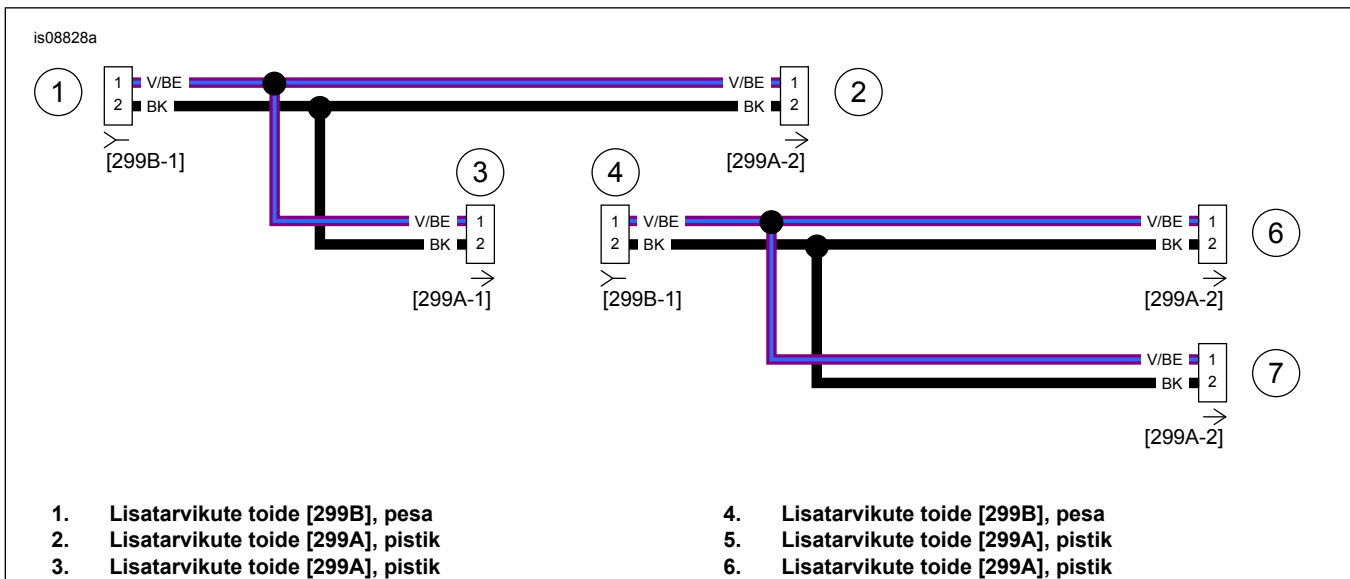 is08828a
1
1 V/BE V/BE 1
2 BK BK 2
2
[299B-1] [299A-2]
3 4
V/BE 1
BK 2
[299A-1]
1 V/BE V/BE 1
2 BK BK 2
6
[299B-1] [299A-2]
V/BE 1
BK 2
7
[299A-2]
1. Lisatarvikute toide [299B], pesa
2. Lisatarvikute toide [299A], pistik
3. Lisatarvikute toide [299A], pistik
4. Lisatarvikute toide [299B], pesa
5. Lisatarvikute toide [299A], pistik
6. Lisatarvikute toide [299A], pistik